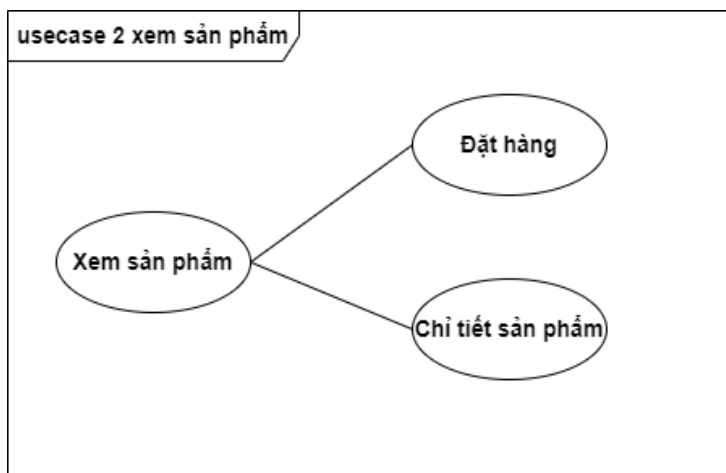 usecase 2 xem sản phẩm
Đặt hàng
Xem sản phẩm
Chỉ tiết sản phẩm